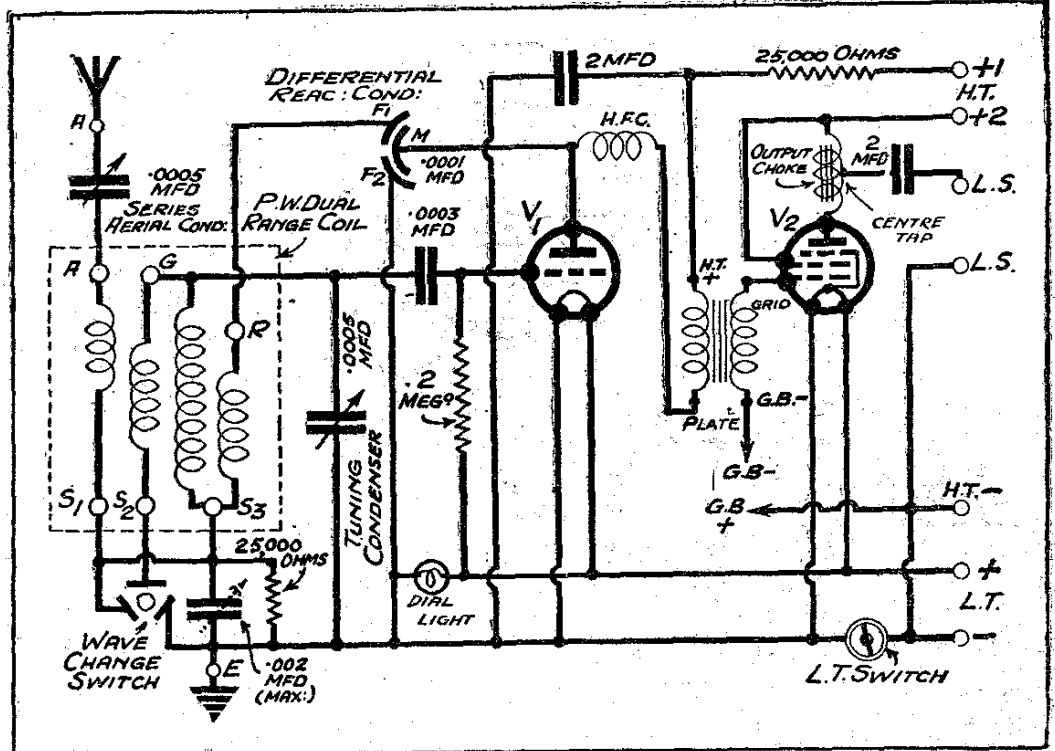 2 MFD
25,000 OHMS
+1
H.T.
+2
DIFFERENTIAL
REAC: COND:
F1
M
F2
.0001
MFD
H.F.C.
A
.0005
MFD
SERIES
AERIAL COND:
P.W. DUAL
RANGE COIL
OUTPUT
CHOKE
2
MFD
L.S.
CENTRE
TAP
.0003
MFD
V1
V2
A
G
L.S.
H.T.
+
GRID
R
.0005
MFD
.2
MEGΩ
PLATE
G.B.-
G.B-
TUNING
CONDENSER
S1
S2
S3
G.B
+
H.T.-
25,000
OHMS
DIAL
LIGHT
+
L.T.
-
WAVE
CHANGE
SWITCH
E
.002
MFD
(MAX:)
L.T. SWITCH